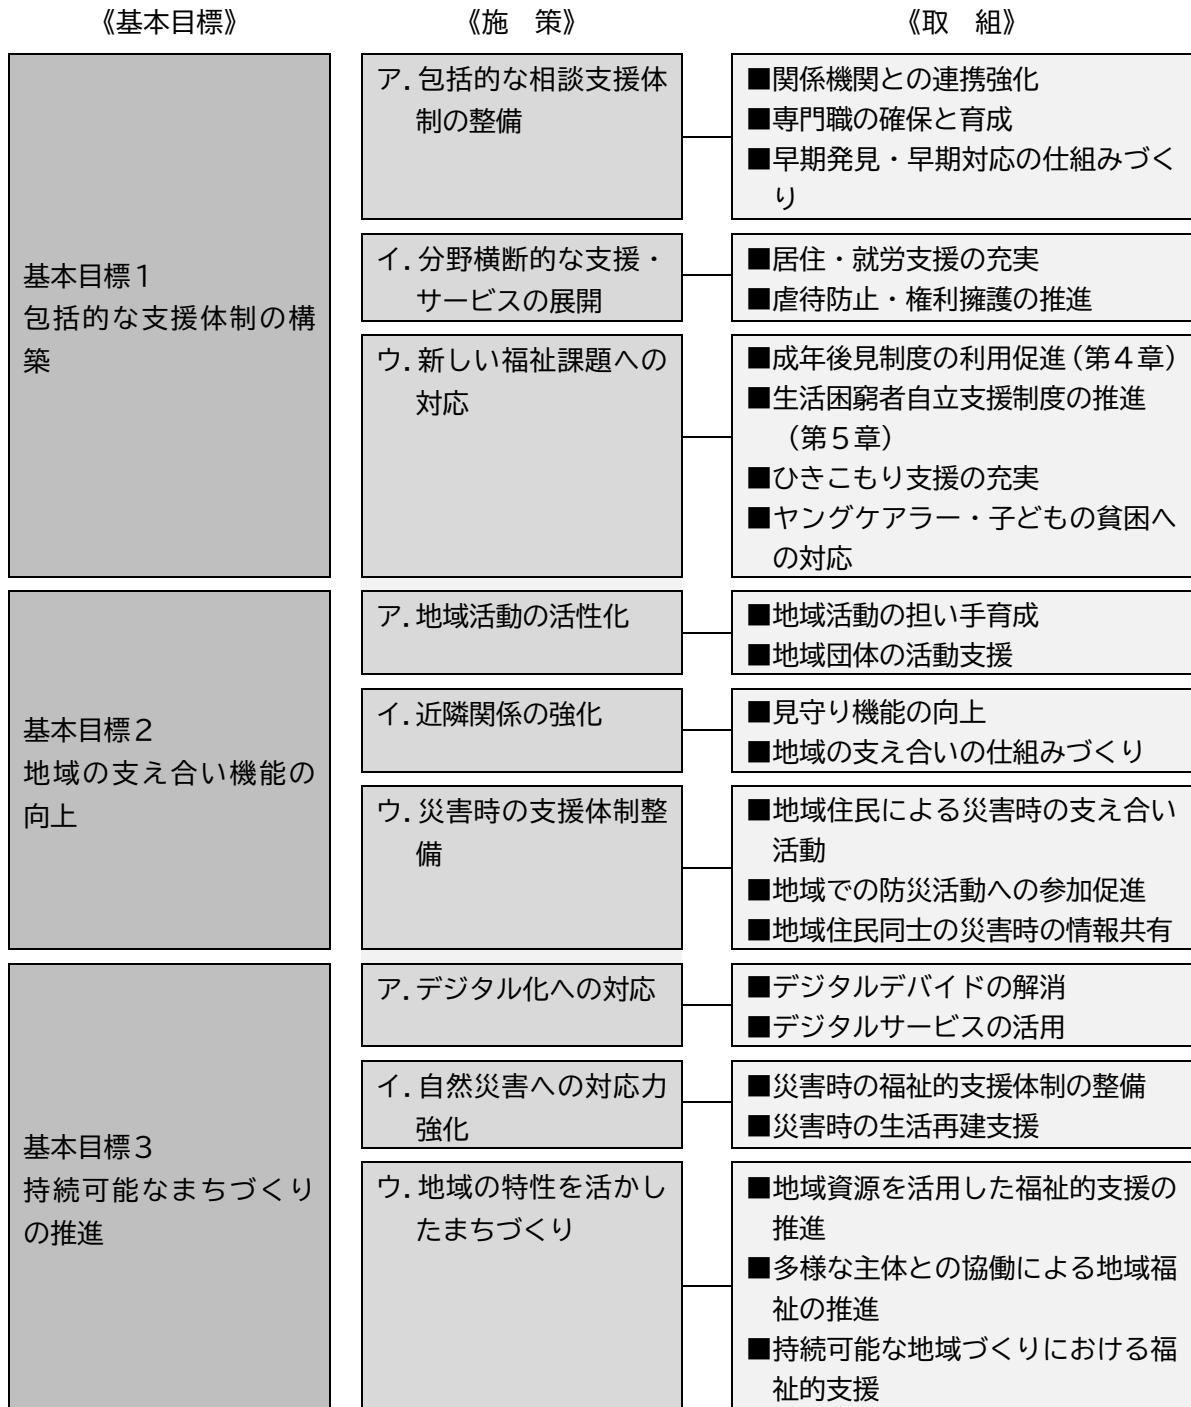 《基本目標》
《施　策》
《取　組》
基本目標１
包括的な支援体制の構
築
ア．包括的な相談支援体
制の整備
■関係機関との連携強化
■専門職の確保と育成
■早期発見・早期対応の仕組みづく
り
イ．分野横断的な支援・
サービスの展開
■居住・就労支援の充実
■虐待防止・権利擁護の推進
ウ．新しい福祉課題への
対応
■成年後見制度の利用促進（第４章）
■生活困窮者自立支援制度の推進
（第５章）
■ひきこもり支援の充実
■ヤングケアラー・子どもの貧困へ
の対応
基本目標２
地域の支え合い機能の
向上
ア．地域活動の活性化
■地域活動の担い手育成
■地域団体の活動支援
イ．近隣関係の強化
■見守り機能の向上
■地域の支え合いの仕組みづくり
ウ．災害時の支援体制整
備
■地域住民による災害時の支え合い
活動
■地域での防災活動への参加促進
■地域住民同士の災害時の情報共有
基本目標３
持続可能なまちづくり
の推進
ア．デジタル化への対応
■デジタルデバイドの解消
■デジタルサービスの活用
イ．自然災害への対応力
強化
■災害時の福祉的支援体制の整備
■災害時の生活再建支援
ウ．地域の特性を活かし
たまちづくり
■地域資源を活用した福祉的支援の
推進
■多様な主体との協働による地域福
祉の推進
■持続可能な地域づくりにおける福
祉的支援